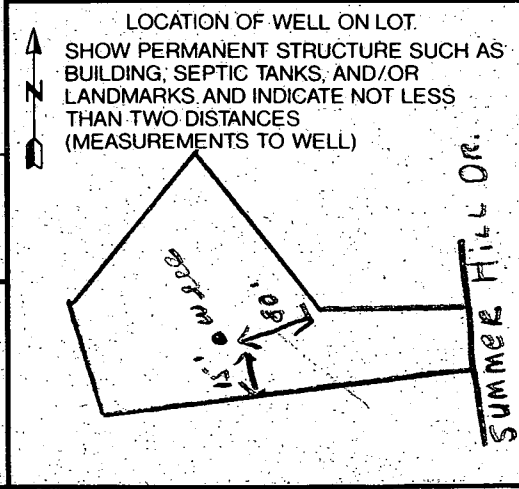 LOCATION OF WELL ON LOT.
SHOW PERMANENT STRUCTURE SUCH AS
BUILDING, SEPTIC TANKS, AND/OR
LANDMARKS AND INDICATE NOT LESS
THAN TWO DISTANCES
(MEASUREMENTS TO WELL)
N
WELL
80'
15'
SUMMER HILL DR.